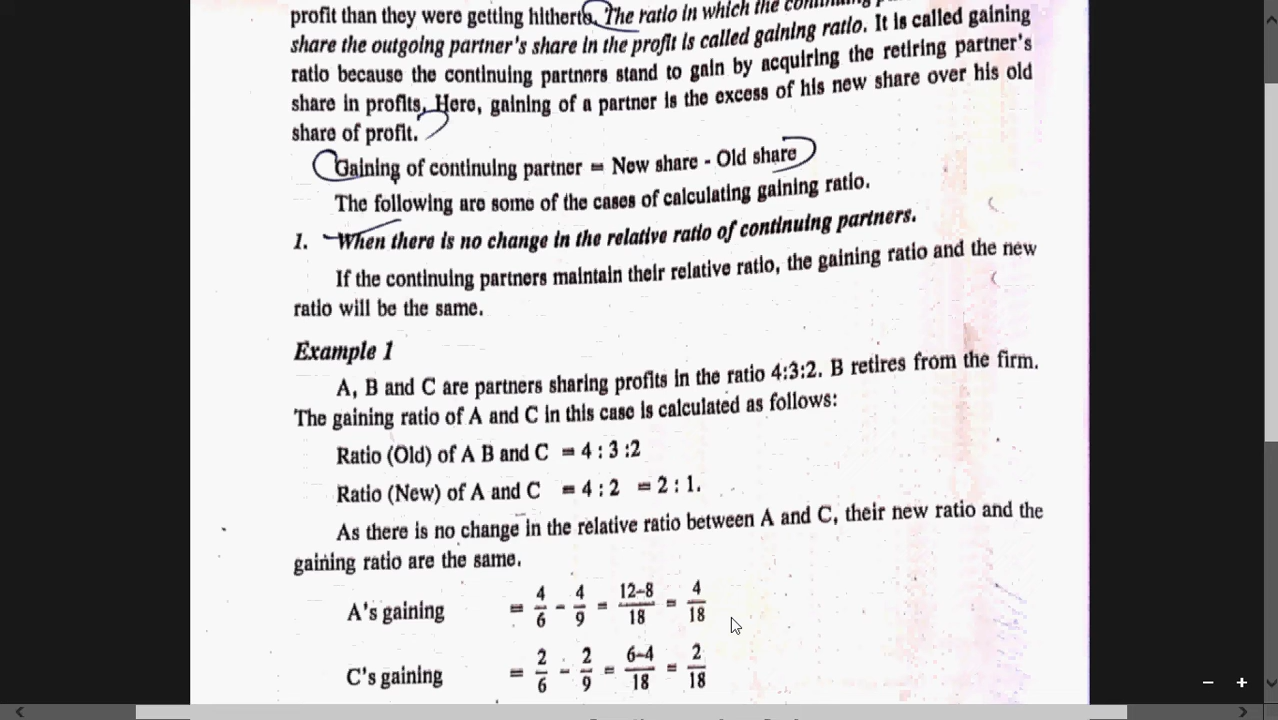 profit than they were getting hitherto. The ratio in which the
share the outgoing partner's share in the profit is called gaining ratio. It is called gaining
ratio because the continuing partners stand to gain by acquiring the retiring partner's
share in profits. Here, gaining of a partner is the excess of his new share over his old
share of profit.
Gaining of continuing partner = New share - Old share
The following are some of the cases of calculating gaining ratio.
1. When there is no change in the relative ratio of continuing partners.
If the continuing partners maintain their relative ratio, the gaining ratio and the new
ratio will be the same.
Example 1
A, B and C are partners sharing profits in the ratio 4:3:2. B retires from the firm.
The gaining ratio of A and C in this case is calculated as follows:
Ratio (Old) of A B and C = 4 : 3 :2
Ratio (New) of A and C = 4 : 2 = 2 : 1.
As there is no change in the relative ratio between A and C, their new ratio and the
gaining ratio are the same.
A's gaining = 4/6 - 4/9 = 12-8/18 = 4/18
C's gaining = 2/6 - 2/9 = 6-4/18 = 2/18